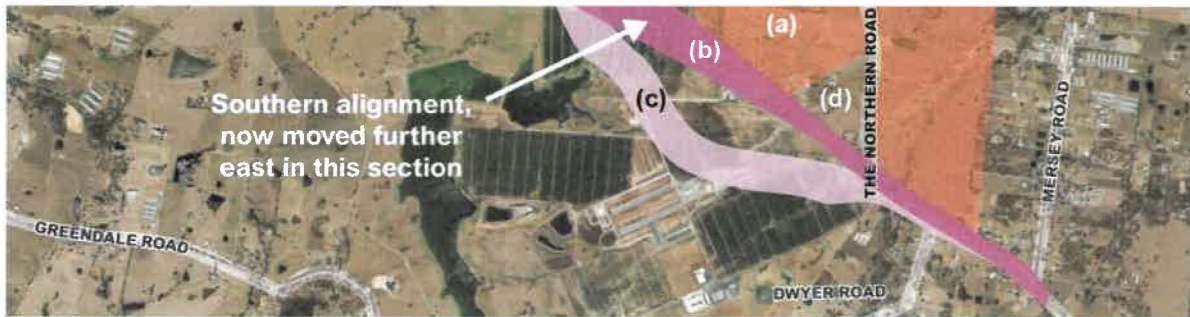 (a)
(b)
(c)
(d)
Southern alignment,
now moved further
east in this section
THE NORTHERN ROAD
MERSEY ROAD
GREENDALE ROAD
DWYER ROAD